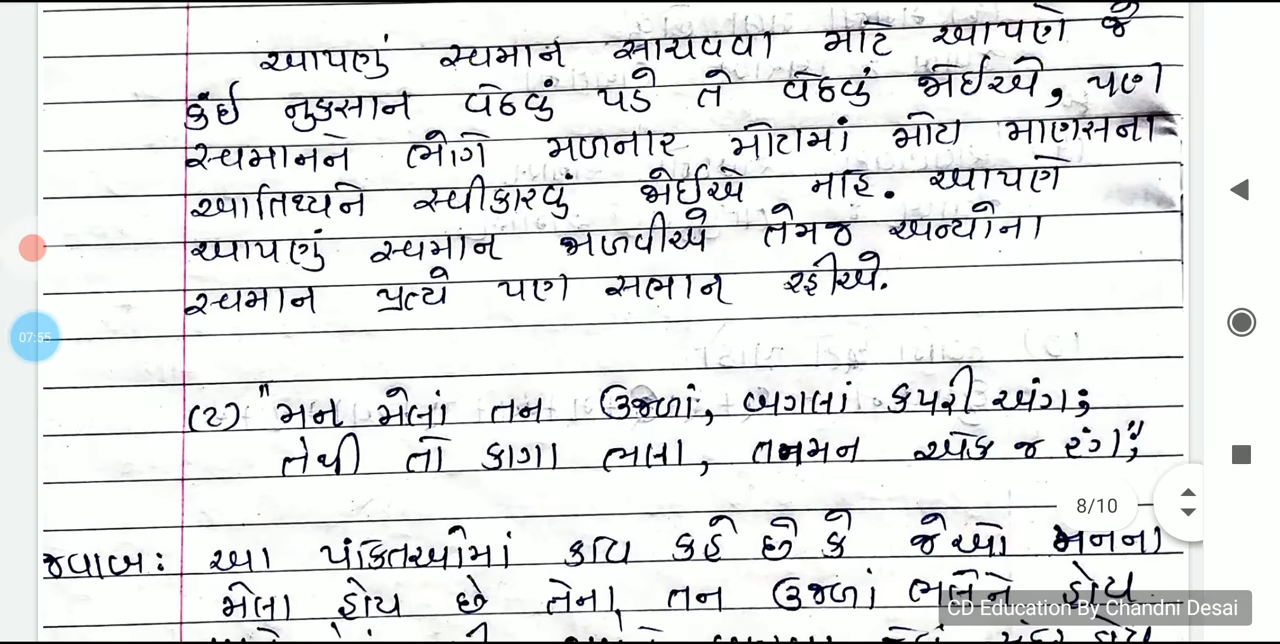 આપણું સ્વમાન સાચવવા માટે આપણે જે
કંઈ નુકસાન વેઠવું પડે તે વેઠવું જોઈએ, પણ
સ્વમાનને ભોગે મળનાર મોટામાં મોટા માણસના
આતિથ્યને સ્વીકારવું જોઈએ નહિ. આપણે
આપણું સ્વમાન જાળવીએ તેમજ અન્યોના
સ્વમાન પ્રત્યે પણ સભાન રહીએ.
07:55
(૨) "મન મેલાં તન ઉજળાં, બગલાં કપટી અંગ;
તેથી તો કાગા ભલા, તનમન એક જ રંગ";
8/10
જવાબ: આ પંક્તિઓમાં કવિ કહે છે કે જેઓ મનના
મેલા હોય છે તેના તન ઉજળાં ભલેને હોય
CD Education By Chandni Desai